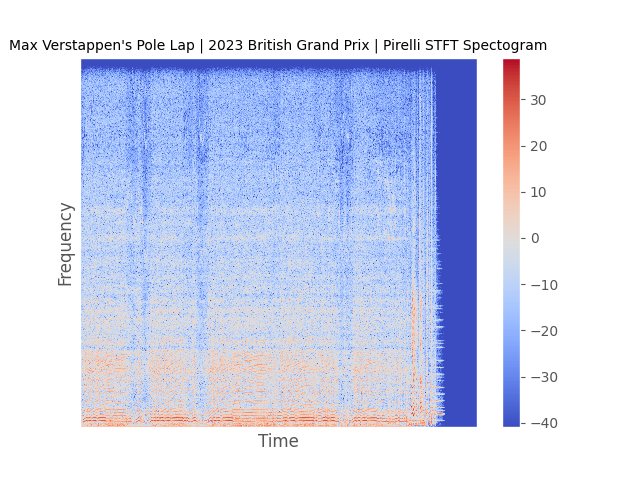 Max Verstappen's Pole Lap | 2023 British Grand Prix | Pirelli STFT Spectogram
Frequency
Time
30
20
10
0
−10
−20
−30
−40